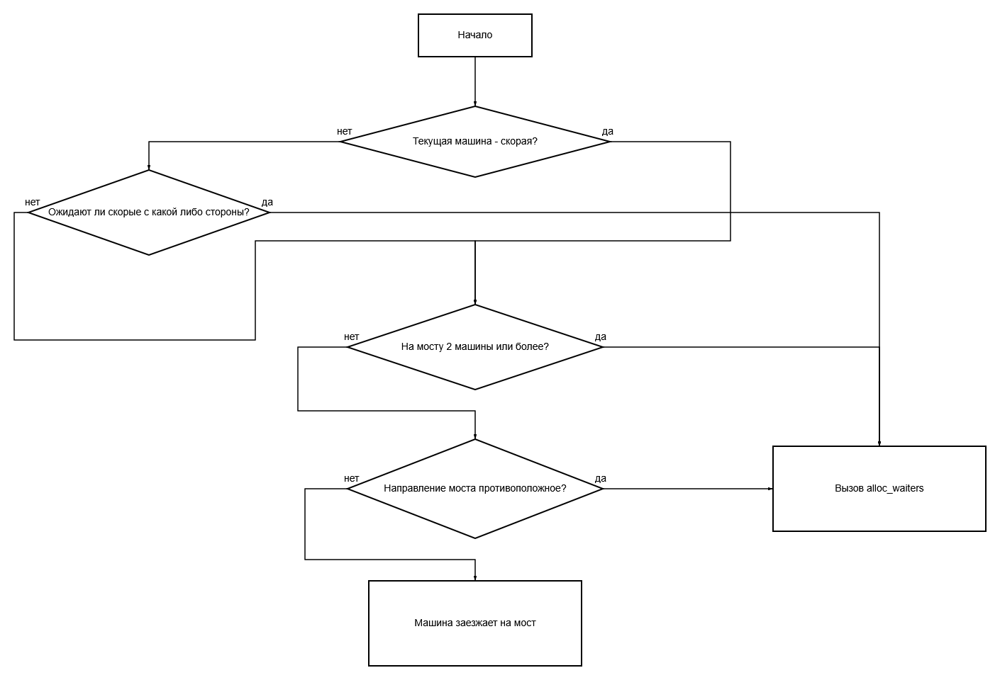 Начало
нет
да
Текущая машина - скорая?
нет
да
Ожидают ли скорые с какой либо стороны?
нет
да
На мосту 2 машины или более?
нет
да
Направление моста противоположное?
Вызов alloc_waiters
Машина заезжает на мост